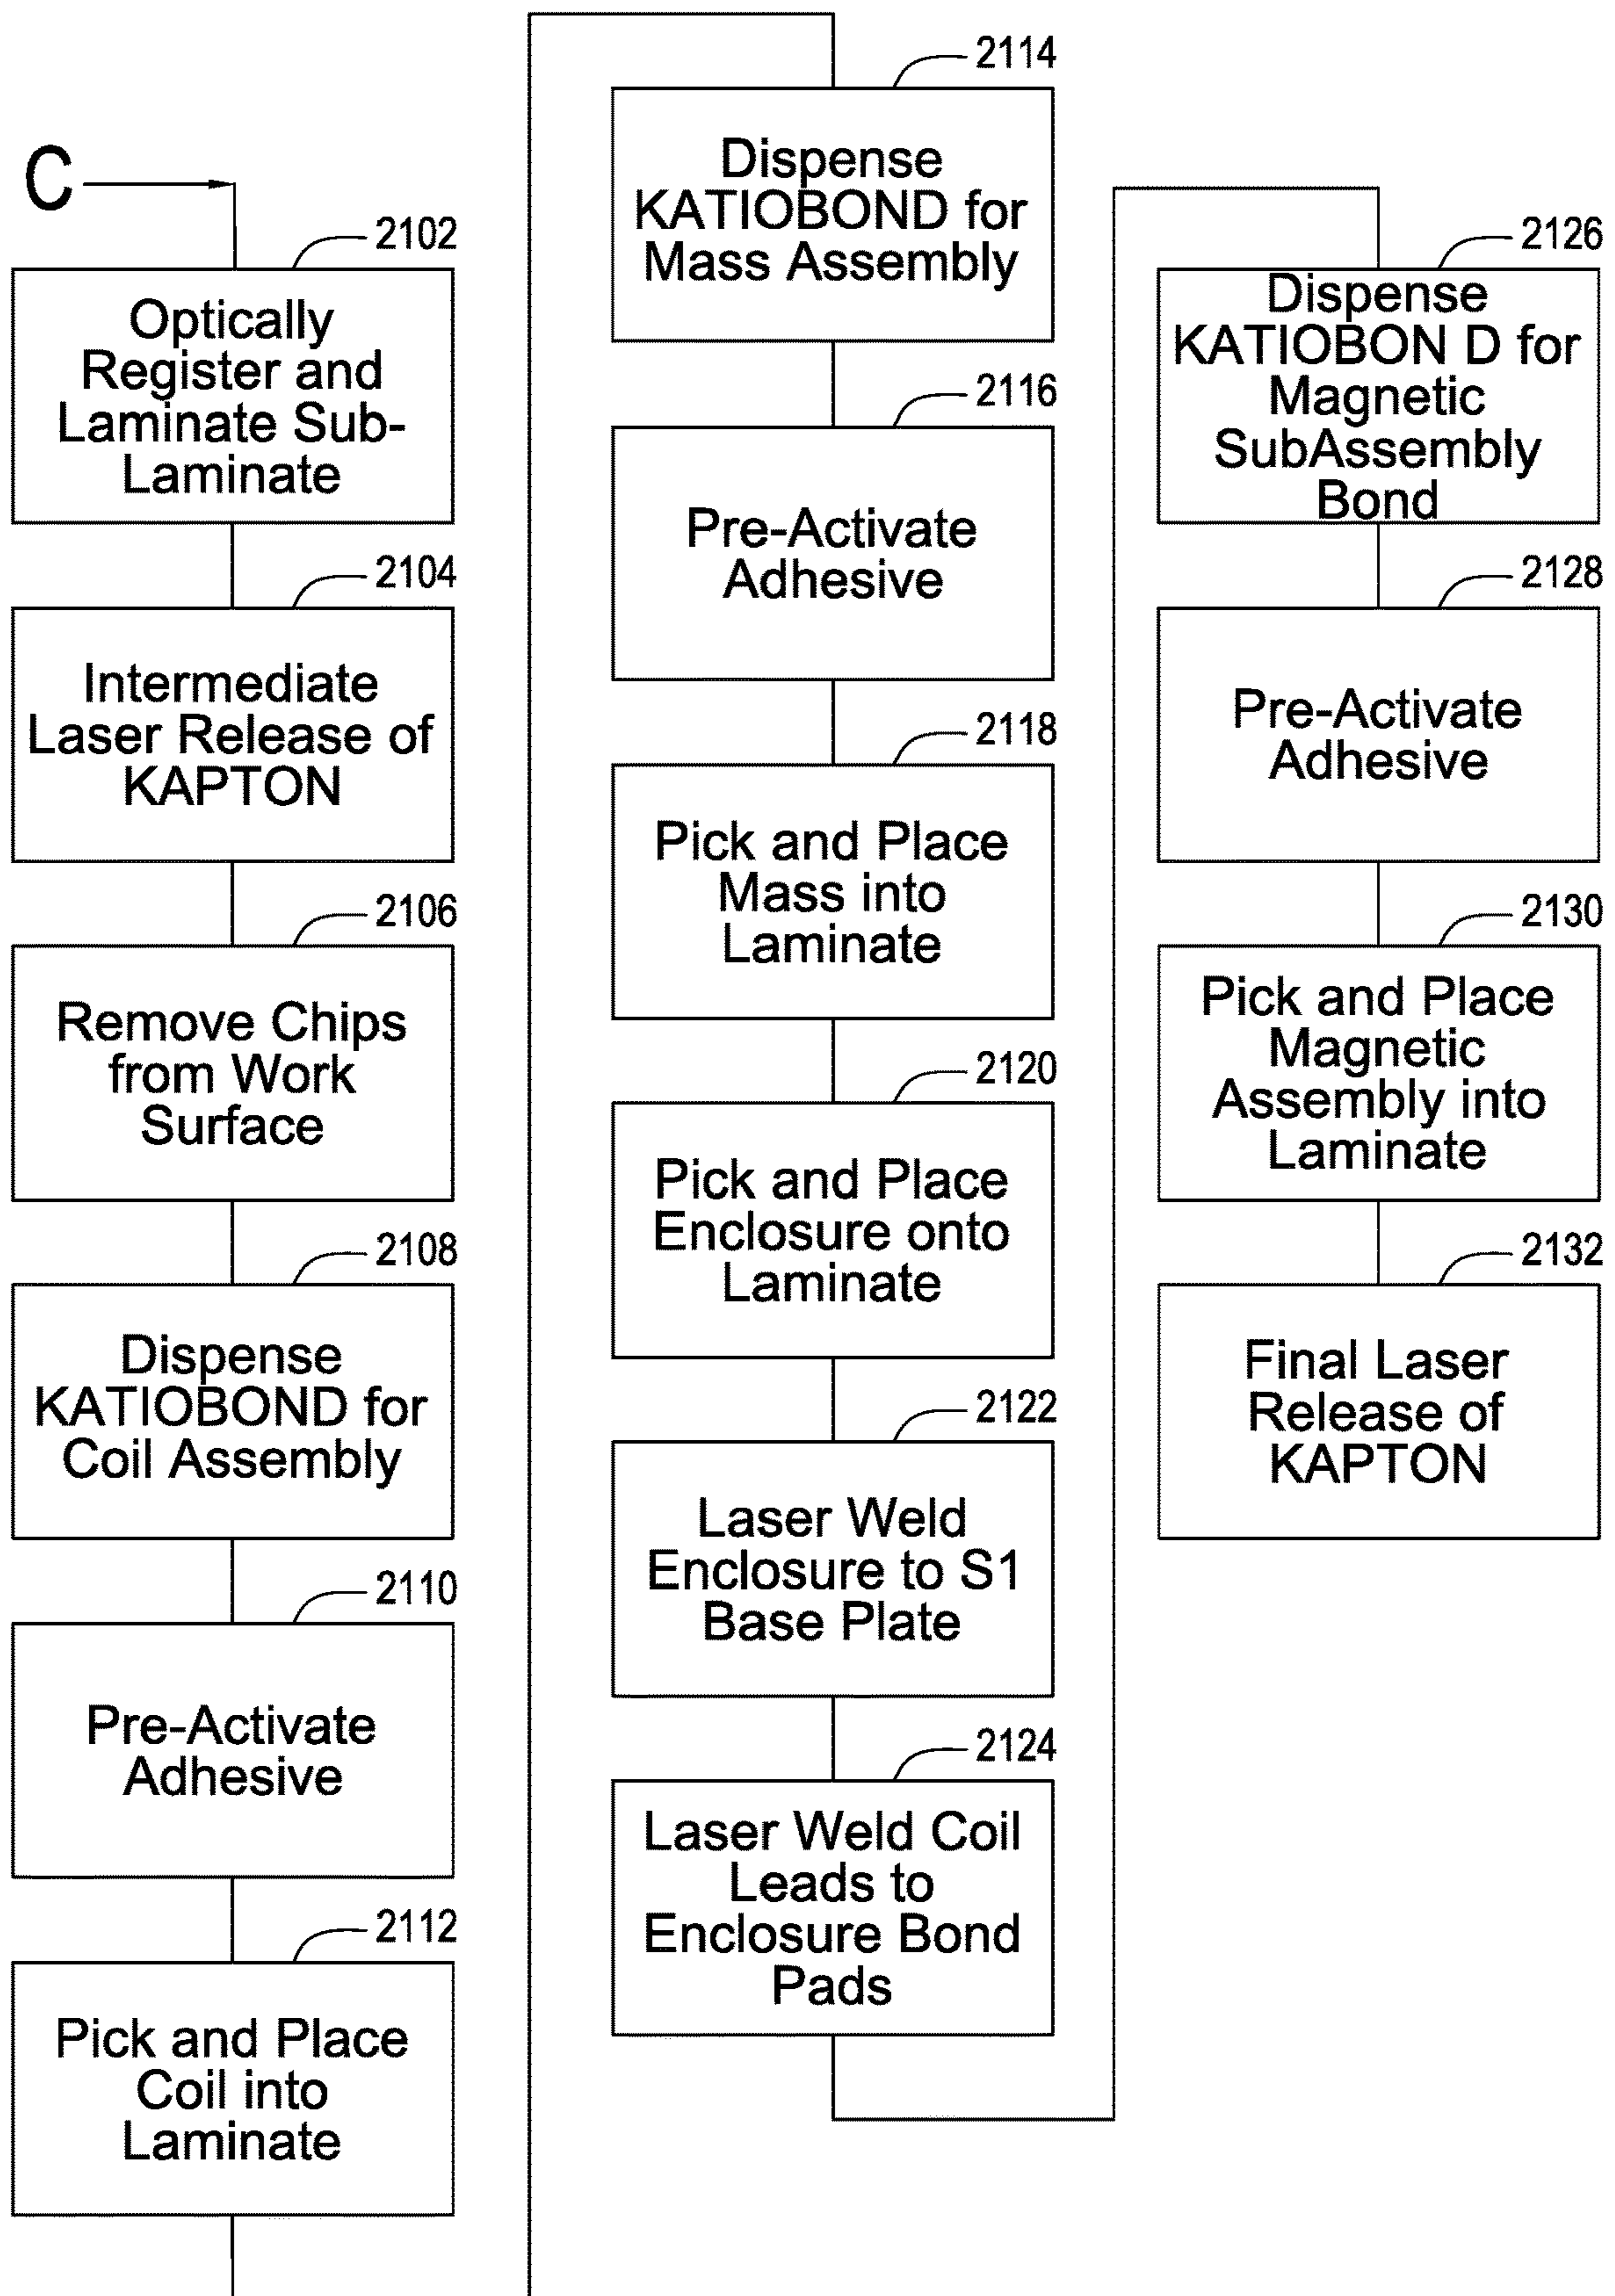 C
2102
Optically
Register and
Laminate Sub-
Laminate
2104
Intermediate
Laser Release of
KAPTON
2106
Remove Chips
from Work
Surface
2108
Dispense
KATIOBOND for
Coil Assembly
2110
Pre-Activate
Adhesive
2112
Pick and Place
Coil into
Laminate
2114
Dispense
KATIOBOND for
Mass Assembly
2116
Pre-Activate
Adhesive
2118
Pick and Place
Mass into
Laminate
2120
Pick and Place
Enclosure onto
Laminate
2122
Laser Weld
Enclosure to S1
Base Plate
2124
Laser Weld Coil
Leads to
Enclosure Bond
Pads
2126
Dispense
KATIOBON D for
Magnetic
SubAssembly
Bond
2128
Pre-Activate
Adhesive
2130
Pick and Place
Magnetic
Assembly into
Laminate
2132
Final Laser
Release of
KAPTON